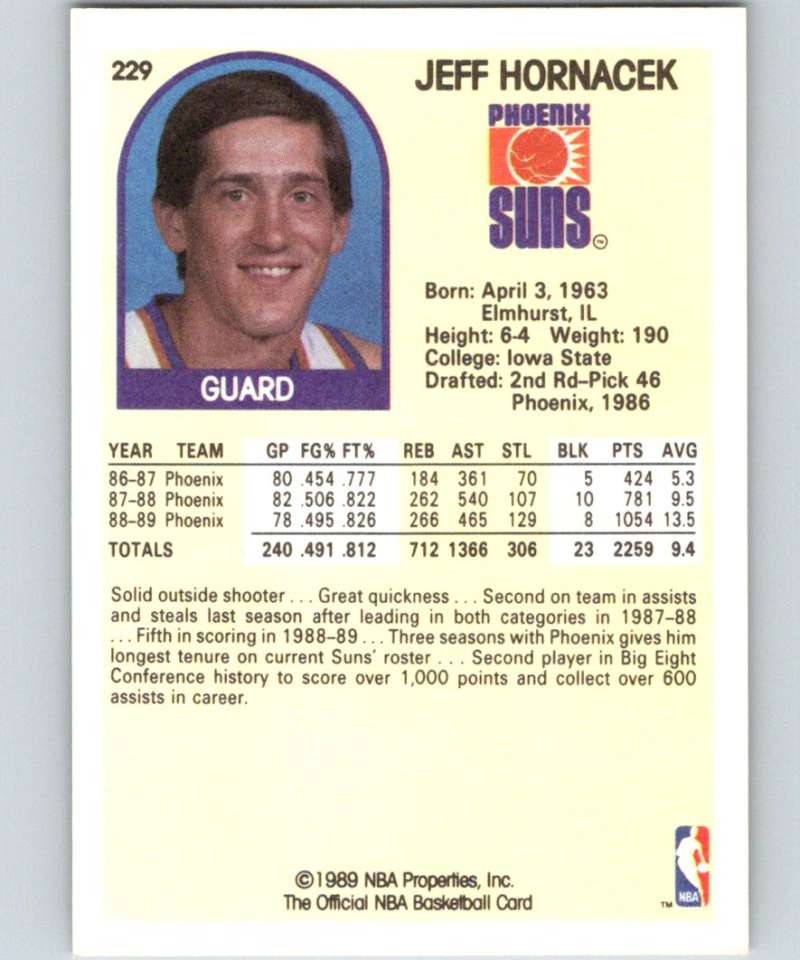 229
JEFF HORNACEK
PHOENIX
SUNS
TM
Born: April 3, 1963
Elmhurst, IL
Height: 6-4 Weight: 190
College: Iowa State
Drafted: 2nd Rd–Pick 46
Phoenix, 1986
GUARD
YEAR TEAM GP FG% FT% REB AST STL BLK PTS AVG
86–87 Phoenix 80 .454 .777 184 361 70 5 424 5.3
87–88 Phoenix 82 .506 .822 262 540 107 10 781 9.5
88–89 Phoenix 78 .495 .826 266 465 129 8 1054 13.5
TOTALS 240 .491 .812 712 1366 306 23 2259 9.4
Solid outside shooter . . . Great quickness . . . Second on team in assists
and steals last season after leading in both categories in 1987–88
. . . Fifth in scoring in 1988–89 . . . Three seasons with Phoenix gives him
longest tenure on current Suns' roster . . . Second player in Big Eight
Conference history to score over 1,000 points and collect over 600
assists in career.
©1989 NBA Properties, Inc.
The Official NBA Basketball Card
TM
NBA